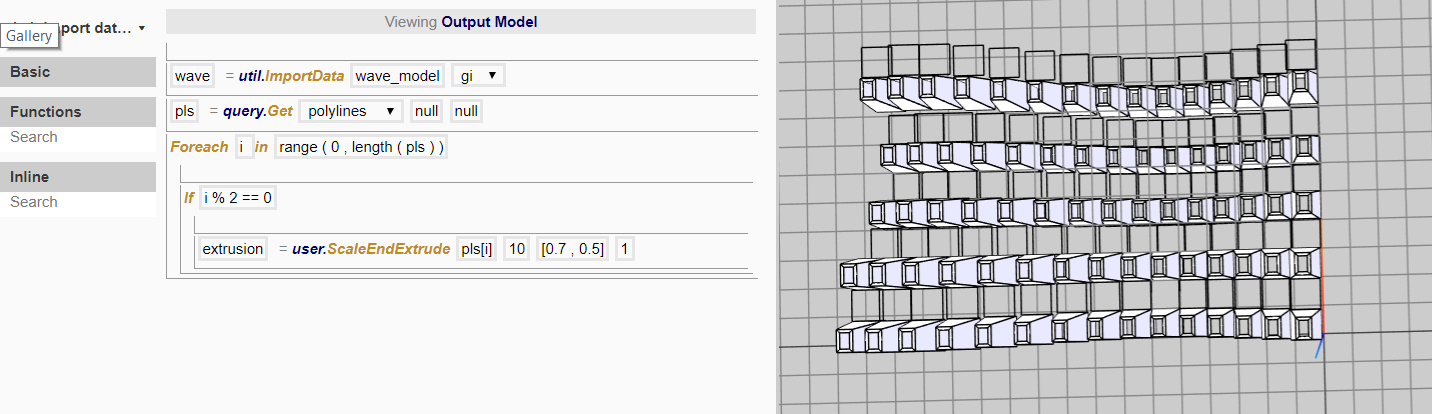 port dat...
Gallery
Basic
Functions
Search
Inline
Search
Viewing Output Model
wave = util.ImportData wave_model gi
pls = query.Get polylines null null
Foreach i in range ( 0 , length ( pls ) )
If i % 2 == 0
extrusion = user.ScaleEndExtrude pls[i] 10 [0.7 , 0.5] 1